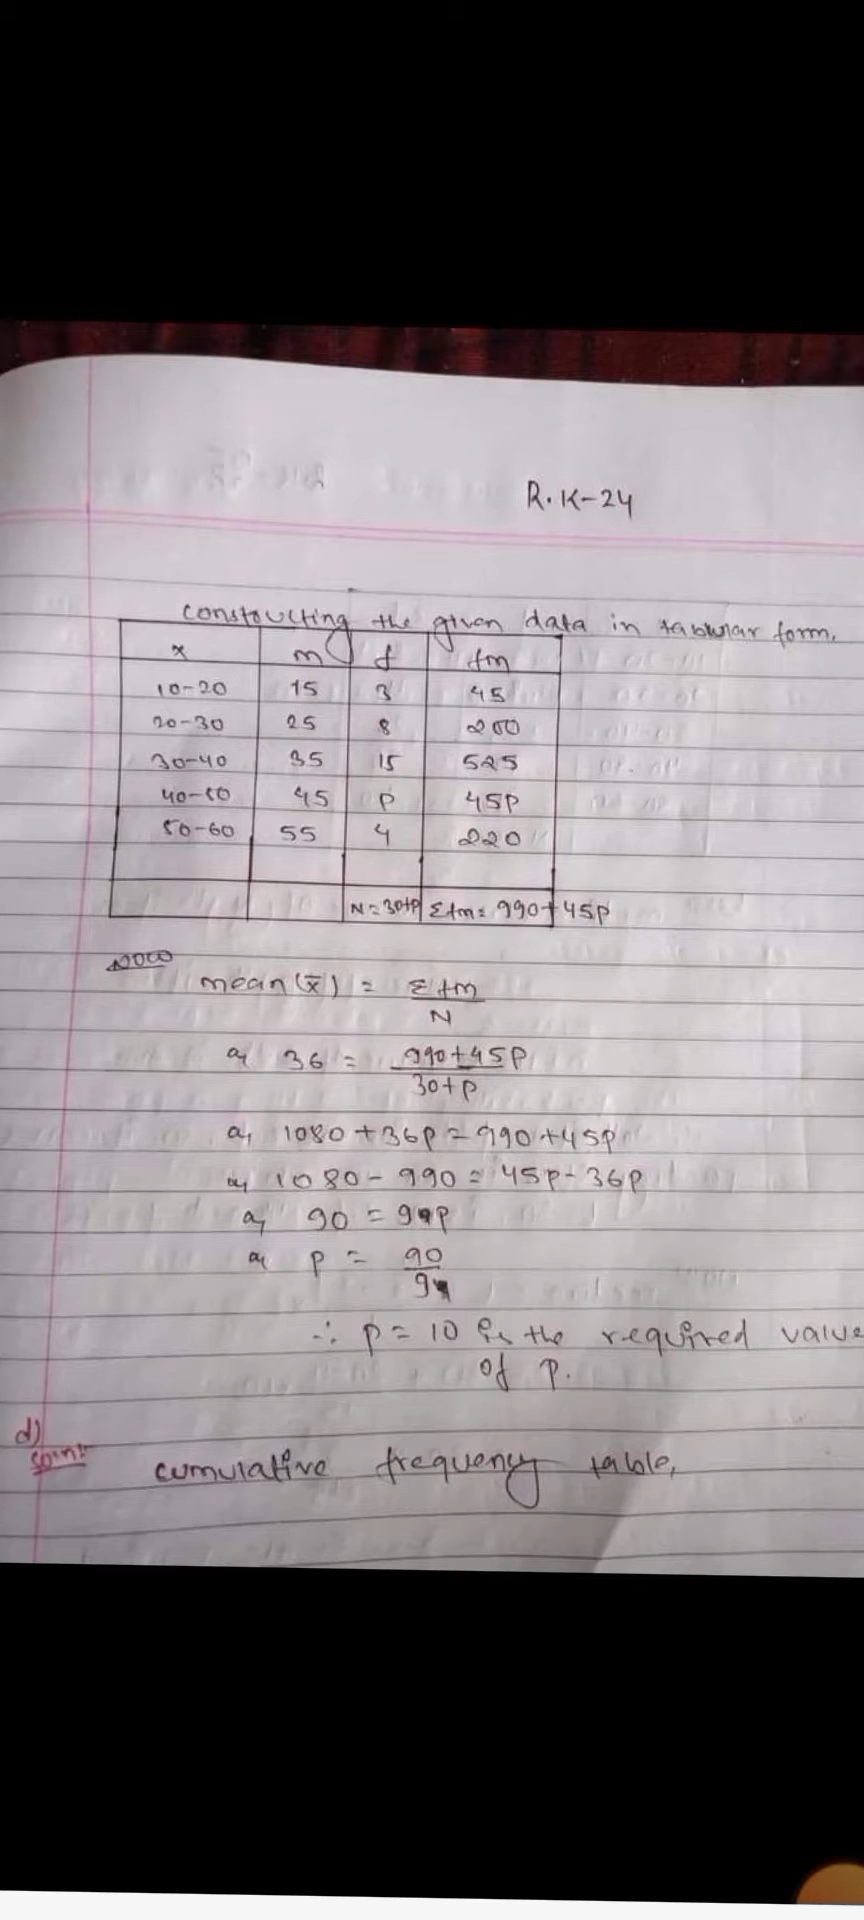 R.K-24
constructing the given data in tabular form.
x m f fm
10-20 15 3 45
20-30 25 8 200
30-40 35 15 525
40-50 45 p 45p
50-60 55 4 220
N = 30+p Σfm = 990+45p
mean (x̄) = Σfm
N
or 36 = 990+45p
30+p
or, 1080 + 36p = 990 + 45p
or, 1080 - 990 = 45p - 36p
or, 90 = 9p
or p = 90
9
∴ p = 10 is the required value
of p.
d)
soln:
cumulative frequency table,